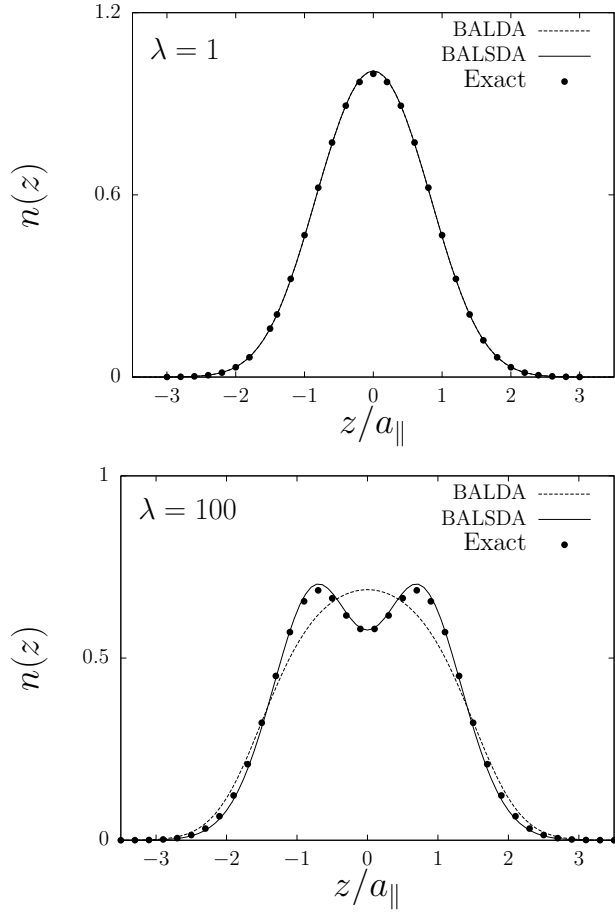 1.2
λ = 1
BALDA
BALSDA
Exact
n(z)
0.6
0
−3 −2 −1 0 1 2 3
z/a∥
1
λ = 100
BALDA
BALSDA
Exact
n(z)
0.5
0
−3 −2 −1 0 1 2 3
z/a∥